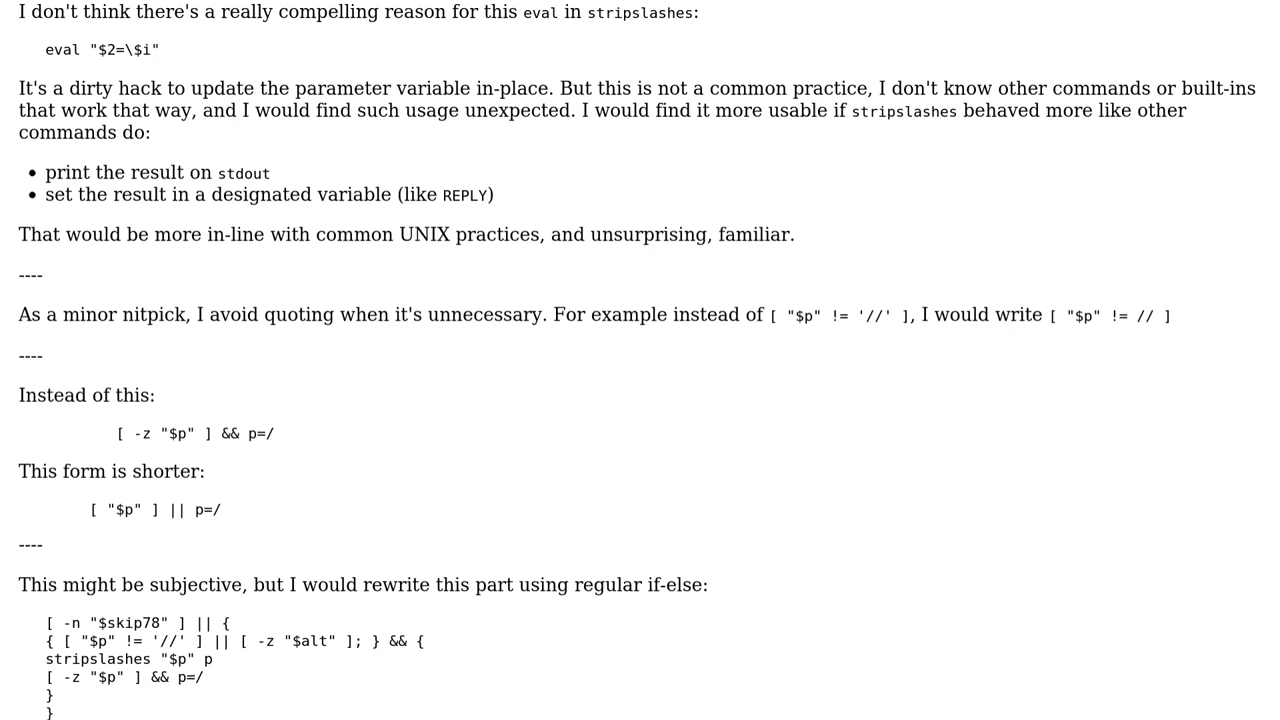 I don't think there's a really compelling reason for this eval in stripslashes:
eval "$2=\$i"
It's a dirty hack to update the parameter variable in-place. But this is not a common practice, I don't know other commands or built-ins
that work that way, and I would find such usage unexpected. I would find it more usable if stripslashes behaved more like other
commands do:
• print the result on stdout
• set the result in a designated variable (like REPLY)
That would be more in-line with common UNIX practices, and unsurprising, familiar.
----
As a minor nitpick, I avoid quoting when it's unnecessary. For example instead of [ "$p" != '//' ], I would write [ "$p" != // ]
----
Instead of this:
[ -z "$p" ] && p=/
This form is shorter:
[ "$p" ] || p=/
----
This might be subjective, but I would rewrite this part using regular if-else:
[ -n "$skip78" ] || {
{ [ "$p" != '//' ] || [ -z "$alt" ]; } && {
stripslashes "$p" p
[ -z "$p" ] && p=/
}
}